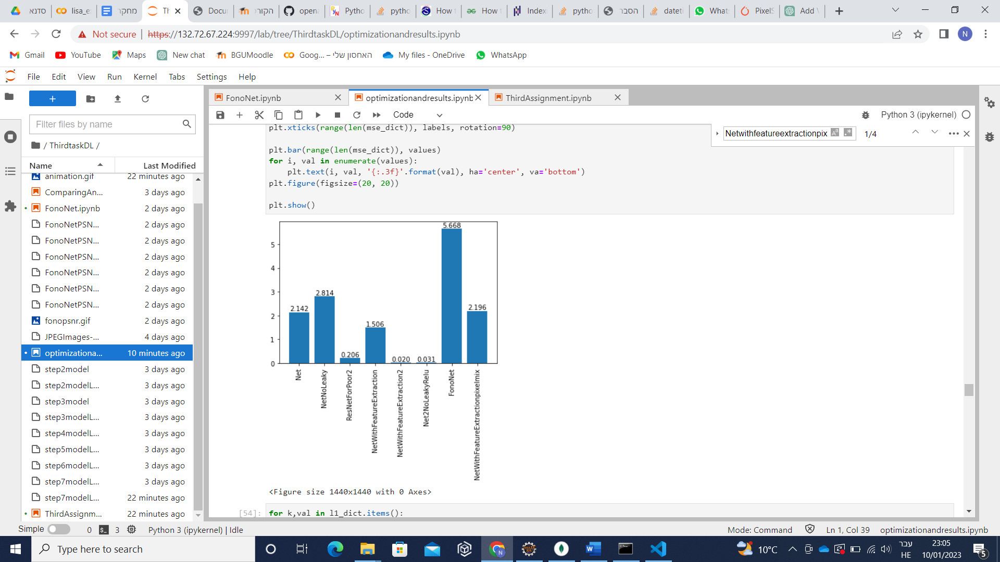 סדנא
lisa_e
מחקר
Th
Docu
הקורס
open
Pytho
pytho
How
How
Index
pytho
הסבר
dateti
Whats
PixelS
Add
Not secure
https://132.72.67.224:9997/lab/tree/ThirdtaskDL/optimizationandresults.ipynb
N
Gmail
YouTube
Maps
New chat
BGUMoodle
Goog... – האחסון שלי
My files - OneDrive
WhatsApp
File Edit View Run Kernel Tabs Settings Help
FonoNet.ipynb
optimizationandresults.ipynb
ThirdAssignment.ipynb
Code
Python 3 (ipykernel)
Filter files by name
/ ThirdtaskDL /
Name Last Modified
animation.gif 22 minutes ago
ComparingAn... 3 days ago
FonoNet.ipynb 2 days ago
FonoNetPSN... 2 days ago
FonoNetPSN... 2 days ago
FonoNetPSN... 2 days ago
FonoNetPSN... 2 days ago
FonoNetPSN... 2 days ago
FonoNetPSN... 2 days ago
fonopsnr.gif 2 days ago
JPEGImages-... 4 days ago
optimizationa... 10 minutes ago
step2model 3 days ago
step2modelL... 3 days ago
step3model 3 days ago
step3modelL... 3 days ago
step4modelL... 3 days ago
step5modelL... 3 days ago
step6modelL... 3 days ago
step7modelL... 3 days ago
step7modelL... 22 minutes ago
ThirdAssignm... 22 minutes ago
Netwithfeatureextractionpix
1/4
plt.xticks(range(len(mse_dict)), labels, rotation=90)
plt.bar(range(len(mse_dict)), values)
for i, val in enumerate(values):
plt.text(i, val, '{:.3f}'.format(val), ha='center', va='bottom')
plt.figure(figsize=(20, 20))
plt.show()
5
4
3
2
1
0
2.142
2.814
0.206
1.506
0.020
0.031
5.668
2.196
Net
NetNoLeaky
ResNetForPoor2
NetWithFeatureExtraction
NetWithFeatureExtraction2
Net2NoLeakyRelu
FonoNet
NetWithFeatureExtractionpixelmix
<Figure size 1440x1440 with 0 Axes>
[54]:
for k,val in l1_dict.items():
Simple
0
3
Python 3 (ipykernel) | Idle
Mode: Command
Ln 1, Col 39
optimizationandresults.ipynb
Type here to search
10°C
עבר
HE
23:05
10/01/2023
5